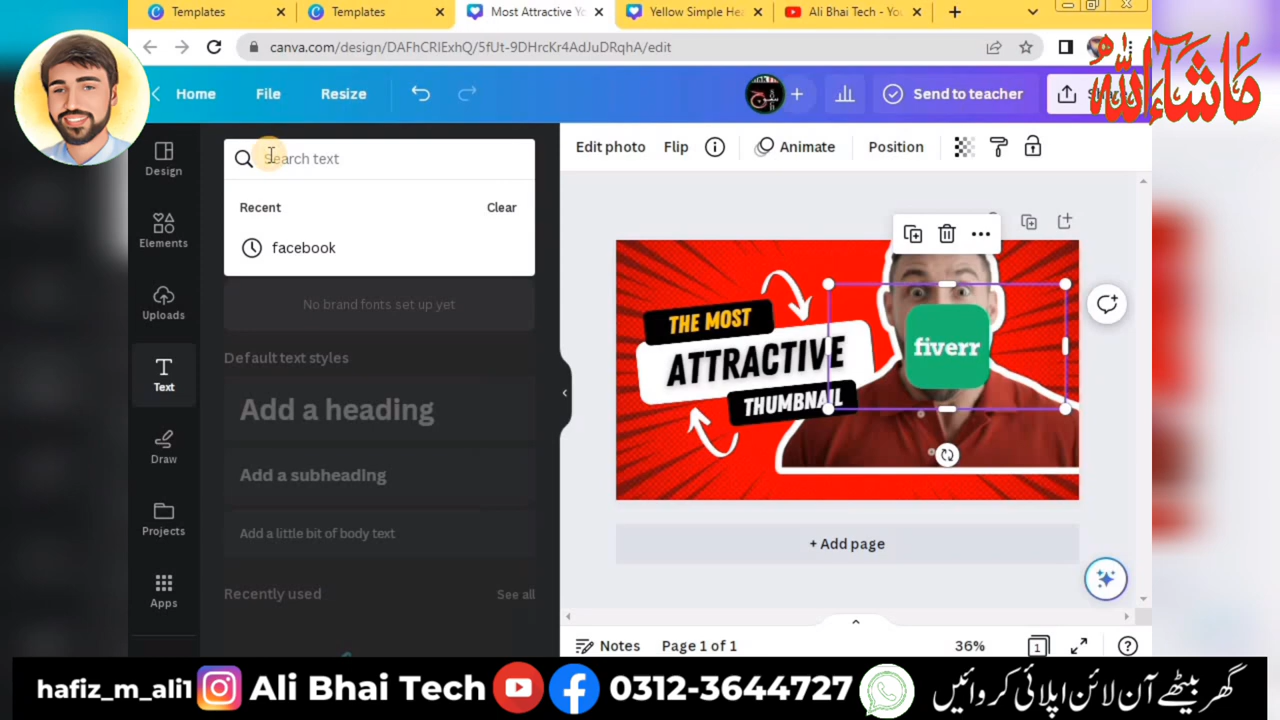 Templates
Templates
Most Attractive Yo
Yellow Simple Hea
Ali Bhai Tech - You
canva.com/design/DAFhCRlExhQ/5fUt-9DHrcKr4AdJuDRqhA/edit
ماشاءاللہ
Home
File
Resize
Send to teacher
Design
Elements
Uploads
Text
Draw
Projects
Apps
Search text
Recent
Clear
facebook
No brand fonts set up yet
Default text styles
Add a heading
Add a subheading
Add a little bit of body text
Recently used
See all
Edit photo
Flip
Animate
Position
THE MOST
ATTRACTIVE
THUMBNAIL
fiverr
+ Add page
Notes
Page 1 of 1
36%
1
hafiz_m_ali1
Ali Bhai Tech
0312-3644727
گھر بیٹھے آن لائن اپلائی کروائیں